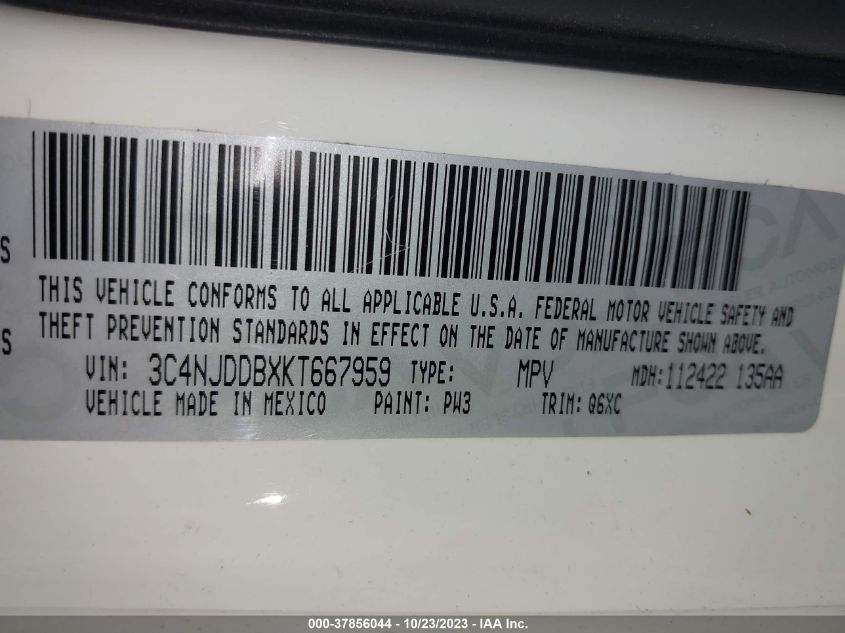 S
THIS VEHICLE CONFORMS TO ALL APPLICABLE U.S.A. FEDERAL MOTOR VEHICLE SAFETY AND
S THEFT PREVENTION STANDARDS IN EFFECT ON THE DATE OF MANUFACTURE SHOWN ABOVE.
VIN: 3C4NJDDBXKT667959 TYPE: MPV MDH: 112422 135AA
VEHICLE MADE IN MEXICO PAINT: PW3 TRIM: Q6XC
000-37856044 / 10/23/2023 - IAA Inc.